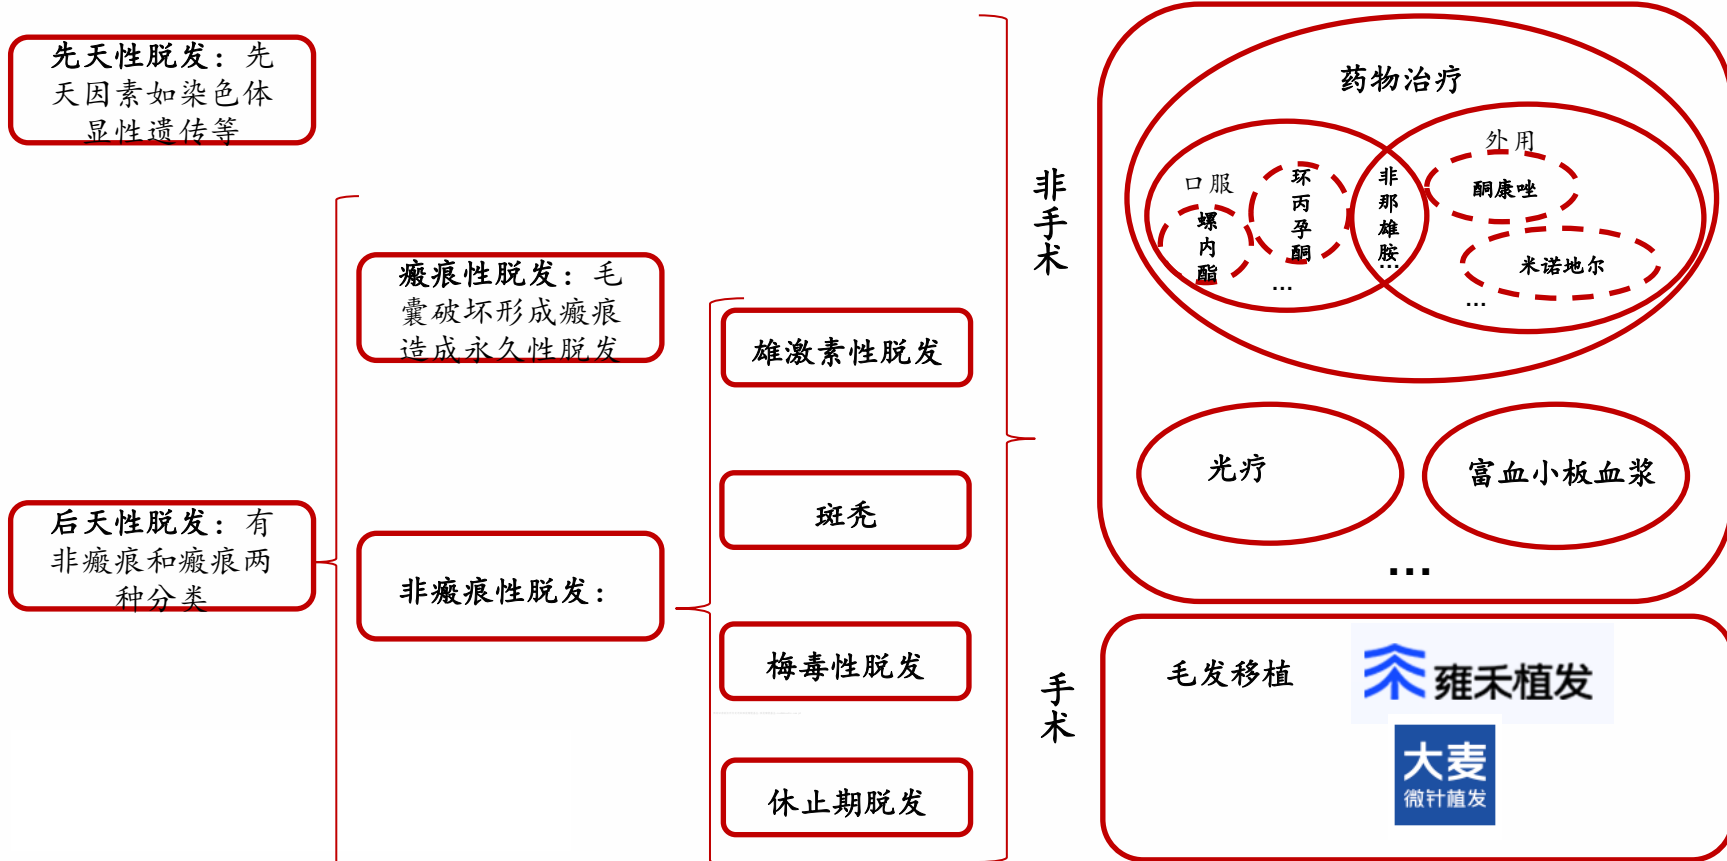 先天性脱发：先
天因素如染色体
显性遗传等
后天性脱发：有
非瘢痕和瘢痕两
种分类
瘢痕性脱发：毛
囊破坏形成瘢痕
造成永久性脱发
非瘢痕性脱发：
雄激素性脱发
斑秃
梅毒性脱发
休止期脱发
非手术
药物治疗
口服
螺内酯
环丙孕酮
...
非那雄胺
...
外用
酮康唑
米诺地尔
...
光疗
富血小板血浆
...
手术
毛发移植
雍禾植发
大麦
微针植发